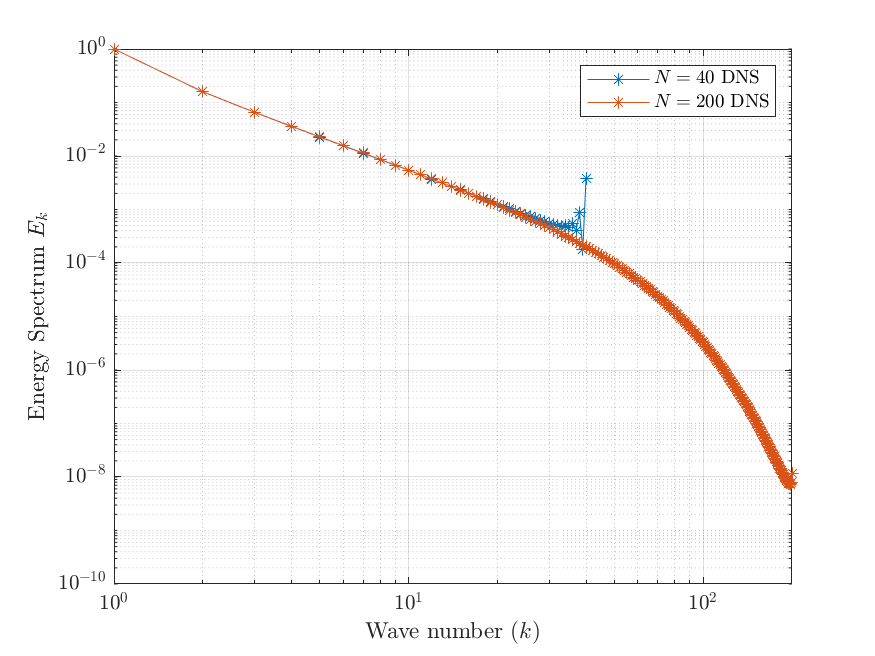 N = 40 DNS
N = 200 DNS
10^0
10^-2
10^-4
10^-6
10^-8
10^-10
10^0 10^1 10^2
Energy Spectrum E_k
Wave number (k)